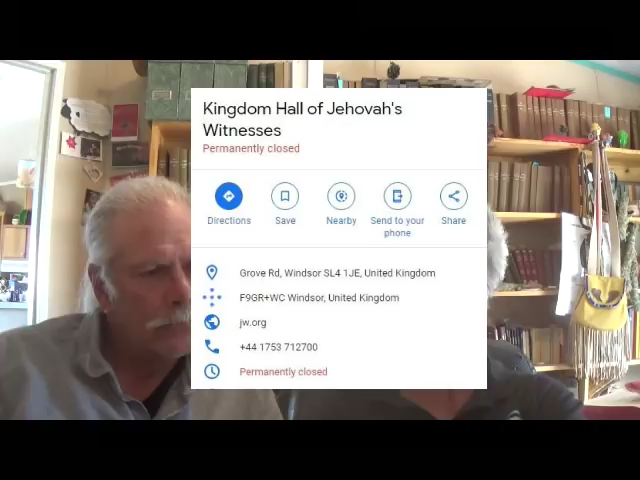 Kingdom Hall of Jehovah's
Witnesses
Permanently closed
Directions
Save
Nearby
Send to your
phone
Share
Grove Rd, Windsor SL4 1JE, United Kingdom
F9GR+WC Windsor, United Kingdom
jw.org
+44 1753 712700
Permanently closed